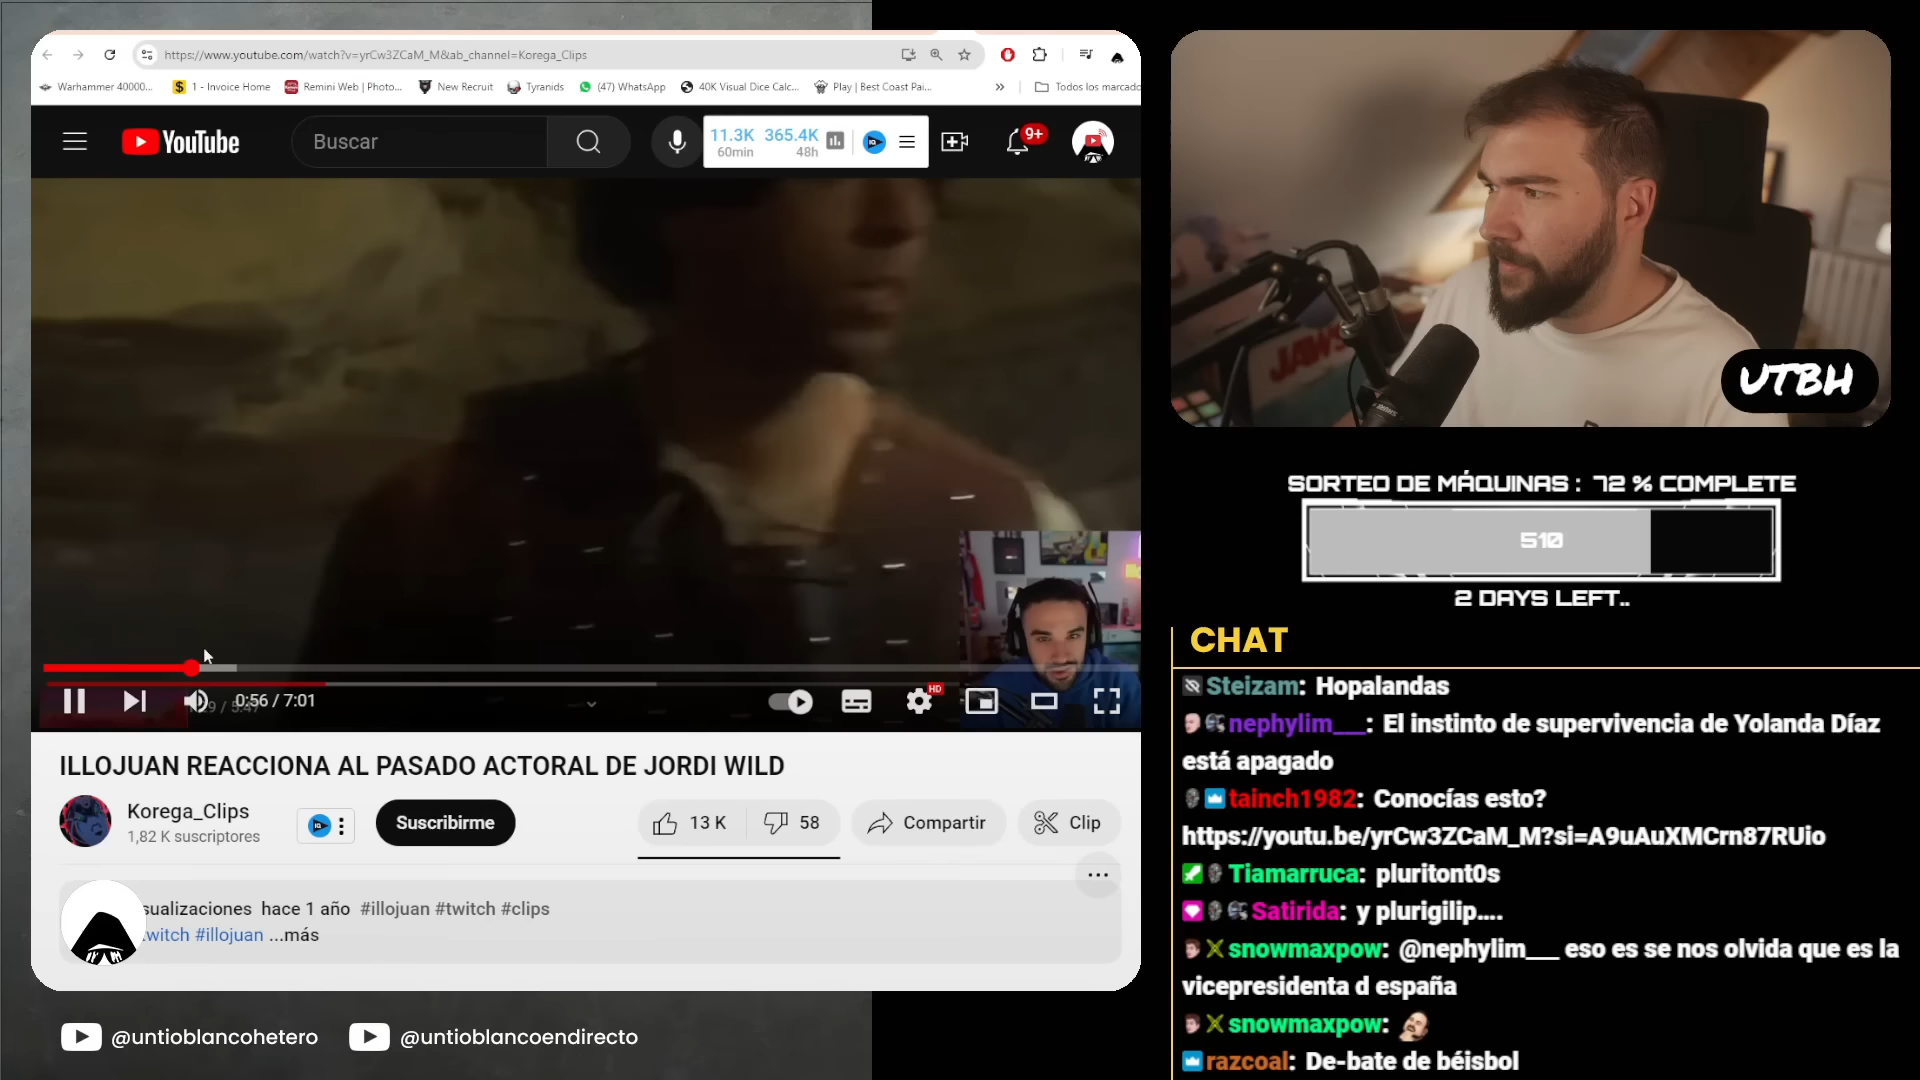 https://www.youtube.com/watch?v=yrCw3ZCaM_M&ab_channel=Korega_Clips
Warhammer 40000...
1 - Invoice Home
Remini Web | Photo...
New Recruit
Tyranids
(47) WhatsApp
40K Visual Dice Calc...
Play | Best Coast Pai...
»
Todos los marcado
YouTube
Buscar
11.3K 365.4K
60min 48h
9+
JAWS
UTBH
0:56 / 7:01
HD
ILLOJUAN REACCIONA AL PASADO ACTORAL DE JORDI WILD
Korega_Clips
1,82 K suscriptores
Suscribirme
13 K
58
Compartir
Clip
sualizaciones hace 1 año #illojuan #twitch #clips
twitch #illojuan ...más
@untioblancohetero
@untioblancoendirecto
SORTEO DE MÁQUINAS : 72 % COMPLETE
510
2 DAYS LEFT..
CHAT
Steizam: Hopalandas
nephylim___: El instinto de supervivencia de Yolanda Díaz
está apagado
tainch1982: Conocías esto?
https://youtu.be/yrCw3ZCaM_M?si=A9uAuXMCrn87RUio
Tiamarruca: pluritont0s
Satirida: y plurigilip....
snowmaxpow: @nephylim___ eso es se nos olvida que es la
vicepresidenta d españa
snowmaxpow:
razcoal: De-bate de béisbol